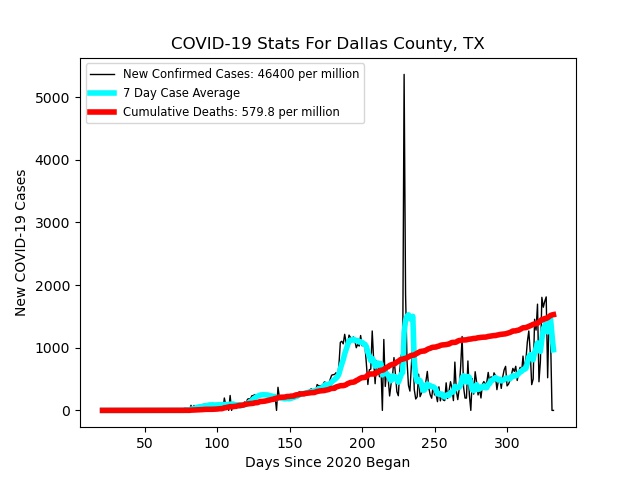 COVID-19 Stats For Dallas County, TX
New Confirmed Cases: 46400 per million
7 Day Case Average
Cumulative Deaths: 579.8 per million
New COVID-19 Cases
5000
4000
3000
2000
1000
0
50 100 150 200 250 300
Days Since 2020 Began